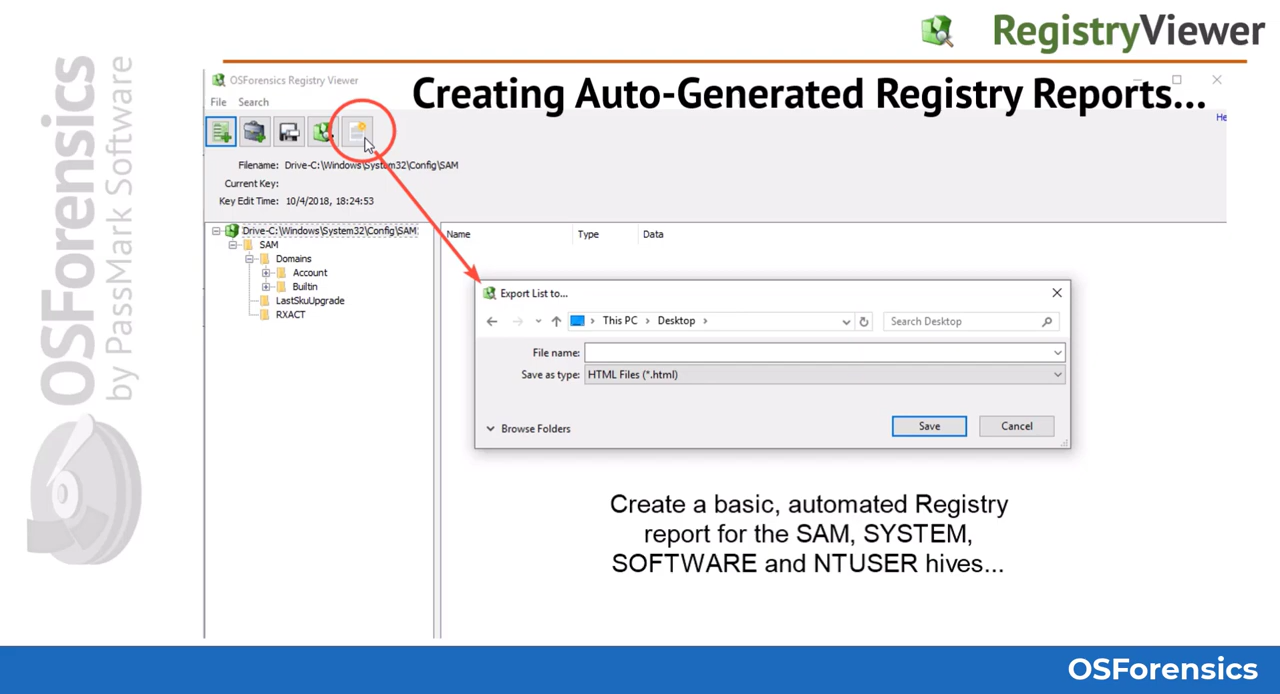 RegistryViewer
OSForensics
by PassMark Software
OSForensics Registry Viewer
Creating Auto-Generated Registry Reports...
File Search
He
Filename: Drive-C:\Windows\System32\Config\SAM
Current Key:
Key Edit Time: 10/4/2018, 18:24:53
Drive-C:\Windows\System32\Config\SAM
SAM
Domains
Account
Builtin
LastSkuUpgrade
RXACT
Name Type Data
Export List to...
This PC > Desktop >
Search Desktop
File name:
Save as type: HTML Files (*.html)
Browse Folders
Save Cancel
Create a basic, automated Registry
report for the SAM, SYSTEM,
SOFTWARE and NTUSER hives...
OSForensics